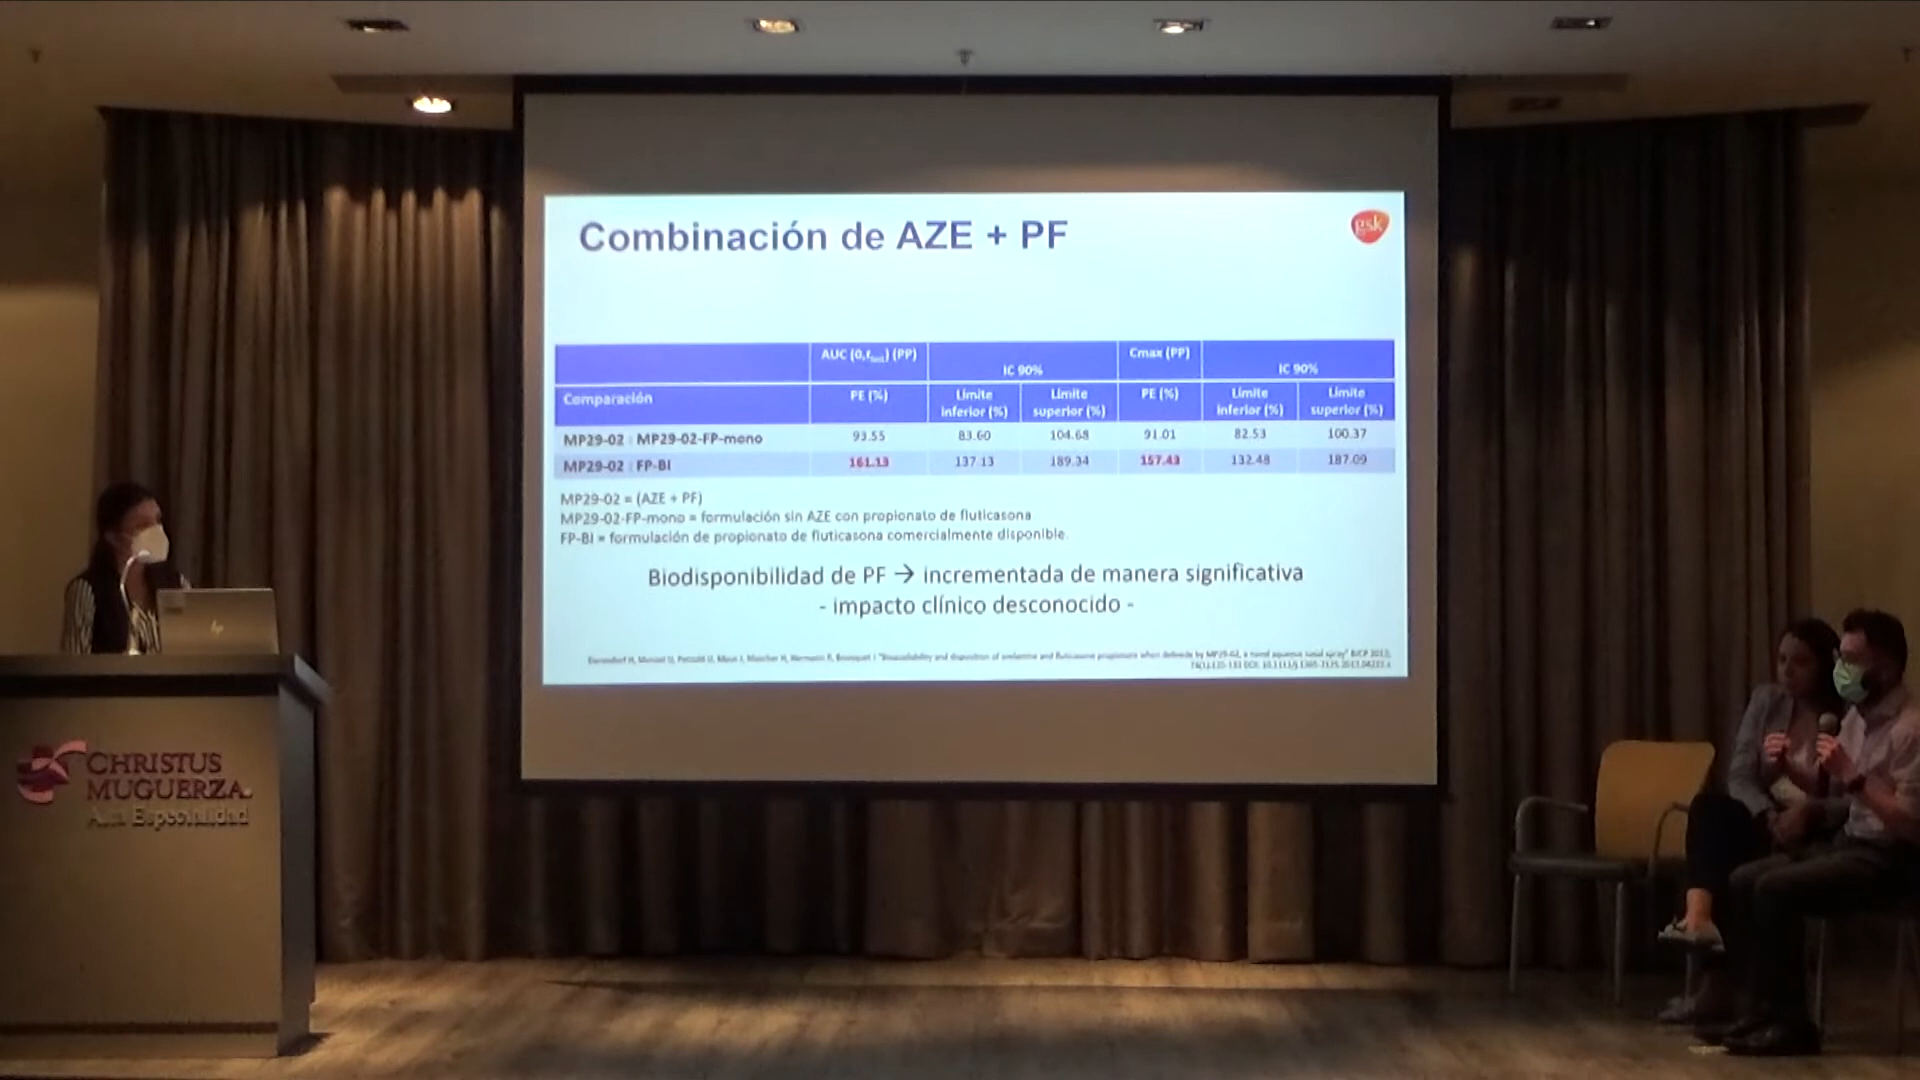 Combinación de AZE + PF
gsk
AUC (0,t) (PP)
IC 90%
Cmax (PP)
IC 90%
Comparación
PE (%)
Límite inferior (%)
Límite superior (%)
PE (%)
Límite inferior (%)
Límite superior (%)
MP29-02 : MP29-02-FP-mono 93.55 83.60 104.68 91.01 82.53 100.37
MP29-02 : FP-BI 161.13 137.13 189.34 157.43 132.48 187.09
MP29-02 = (AZE + PF)
MP29-02-FP-mono = formulación sin AZE con propionato de fluticasona
FP-BI = formulación de propionato de fluticasona comercialmente disponible.
Biodisponibilidad de PF → incrementada de manera significativa
- impacto clínico desconocido -
hp
CHRISTUS
MUGUERZA.
Alta Especialidad